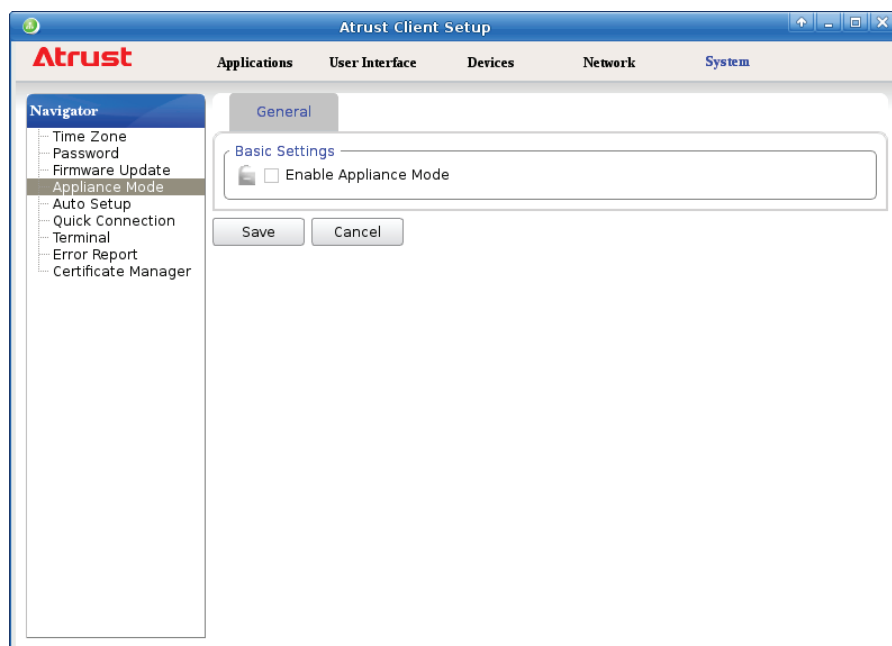 Atrust Client Setup
Atrust
Applications User Interface Devices Network System
Navigator
Time Zone
Password
Firmware Update
Appliance Mode
Auto Setup
Quick Connection
Terminal
Error Report
Certificate Manager
General
Basic Settings
Enable Appliance Mode
Save Cancel